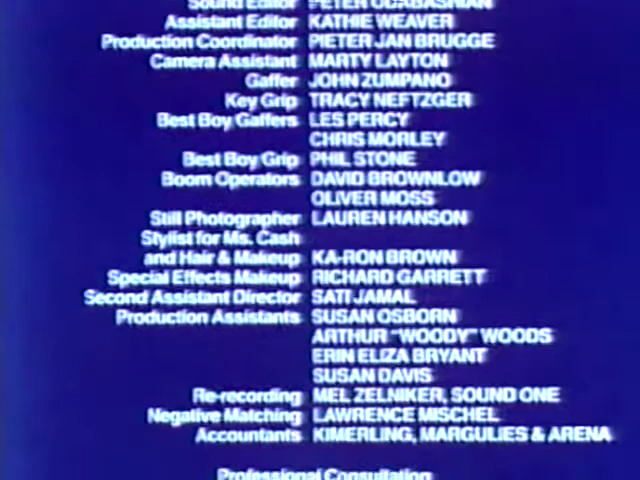 Sound Editor PETER ODABASHIAN
Assistant Editor KATHIE WEAVER
Production Coordinator PIETER JAN BRUGGE
Camera Assistant MARTY LAYTON
Gaffer JOHN ZUMPANO
Key Grip TRACY NEFTZGER
Best Boy Gaffers LES PERCY
CHRIS MORLEY
Best Boy Grip PHIL STONE
Boom Operators DAVID BROWNLOW
OLIVER MOSS
Still Photographer LAUREN HANSON
Stylist for Ms. Cash
and Hair & Makeup KA-RON BROWN
Special Effects Makeup RICHARD GARRETT
Second Assistant Director SATI JAMAL
Production Assistants SUSAN OSBORN
ARTHUR "WOODY" WOODS
ERIN ELIZA BRYANT
SUSAN DAVIS
Re-recording MEL ZELNIKER, SOUND ONE
Negative Matching LAWRENCE MISCHEL
Accountants KIMERLING, MARGULIES & ARENA
Professional Consultation